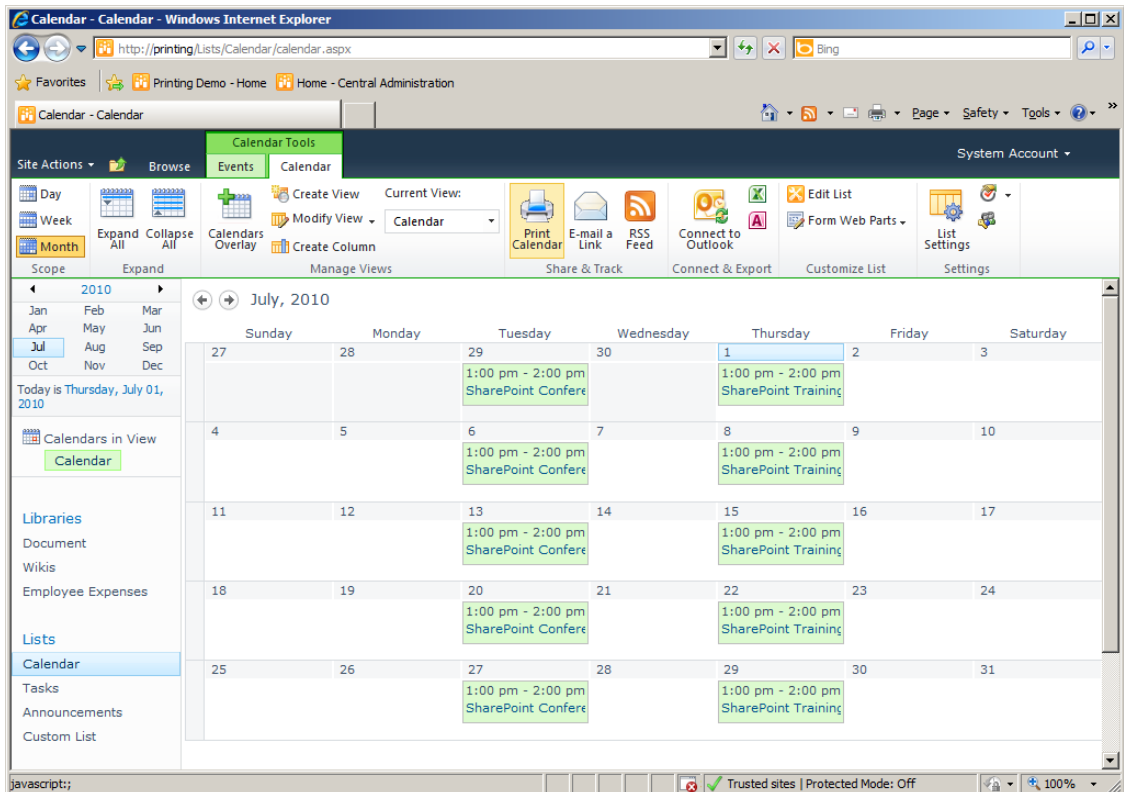 Calendar - Calendar - Windows Internet Explorer
http://printing/Lists/Calendar/calendar.aspx
Bing
Favorites
Printing Demo - Home
Home - Central Administration
Calendar - Calendar
Page
Safety
Tools
»
Calendar Tools
Site Actions
Browse
Events
Calendar
System Account
Day
Week
Month
Scope
Expand All
Collapse All
Expand
Calendars Overlay
Create View
Modify View
Create Column
Current View:
Calendar
Manage Views
Print Calendar
E-mail a Link
RSS Feed
Share & Track
Connect to Outlook
Connect & Export
Edit List
Form Web Parts
Customize List
List Settings
Settings
2010
Jan Feb Mar
Apr May Jun
Jul Aug Sep
Oct Nov Dec
Today is Thursday, July 01,
2010
Calendars in View
Calendar
Libraries
Document
Wikis
Employee Expenses
Lists
Calendar
Tasks
Announcements
Custom List
July, 2010
Sunday Monday Tuesday Wednesday Thursday Friday Saturday
27 28 29 30 1 2 3
1:00 pm - 2:00 pm 1:00 pm - 2:00 pm
SharePoint Confere SharePoint Training
4 5 6 7 8 9 10
1:00 pm - 2:00 pm 1:00 pm - 2:00 pm
SharePoint Confere SharePoint Training
11 12 13 14 15 16 17
1:00 pm - 2:00 pm 1:00 pm - 2:00 pm
SharePoint Confere SharePoint Training
18 19 20 21 22 23 24
1:00 pm - 2:00 pm 1:00 pm - 2:00 pm
SharePoint Confere SharePoint Training
25 26 27 28 29 30 31
1:00 pm - 2:00 pm 1:00 pm - 2:00 pm
SharePoint Confere SharePoint Training
javascript:;
Trusted sites | Protected Mode: Off
100%